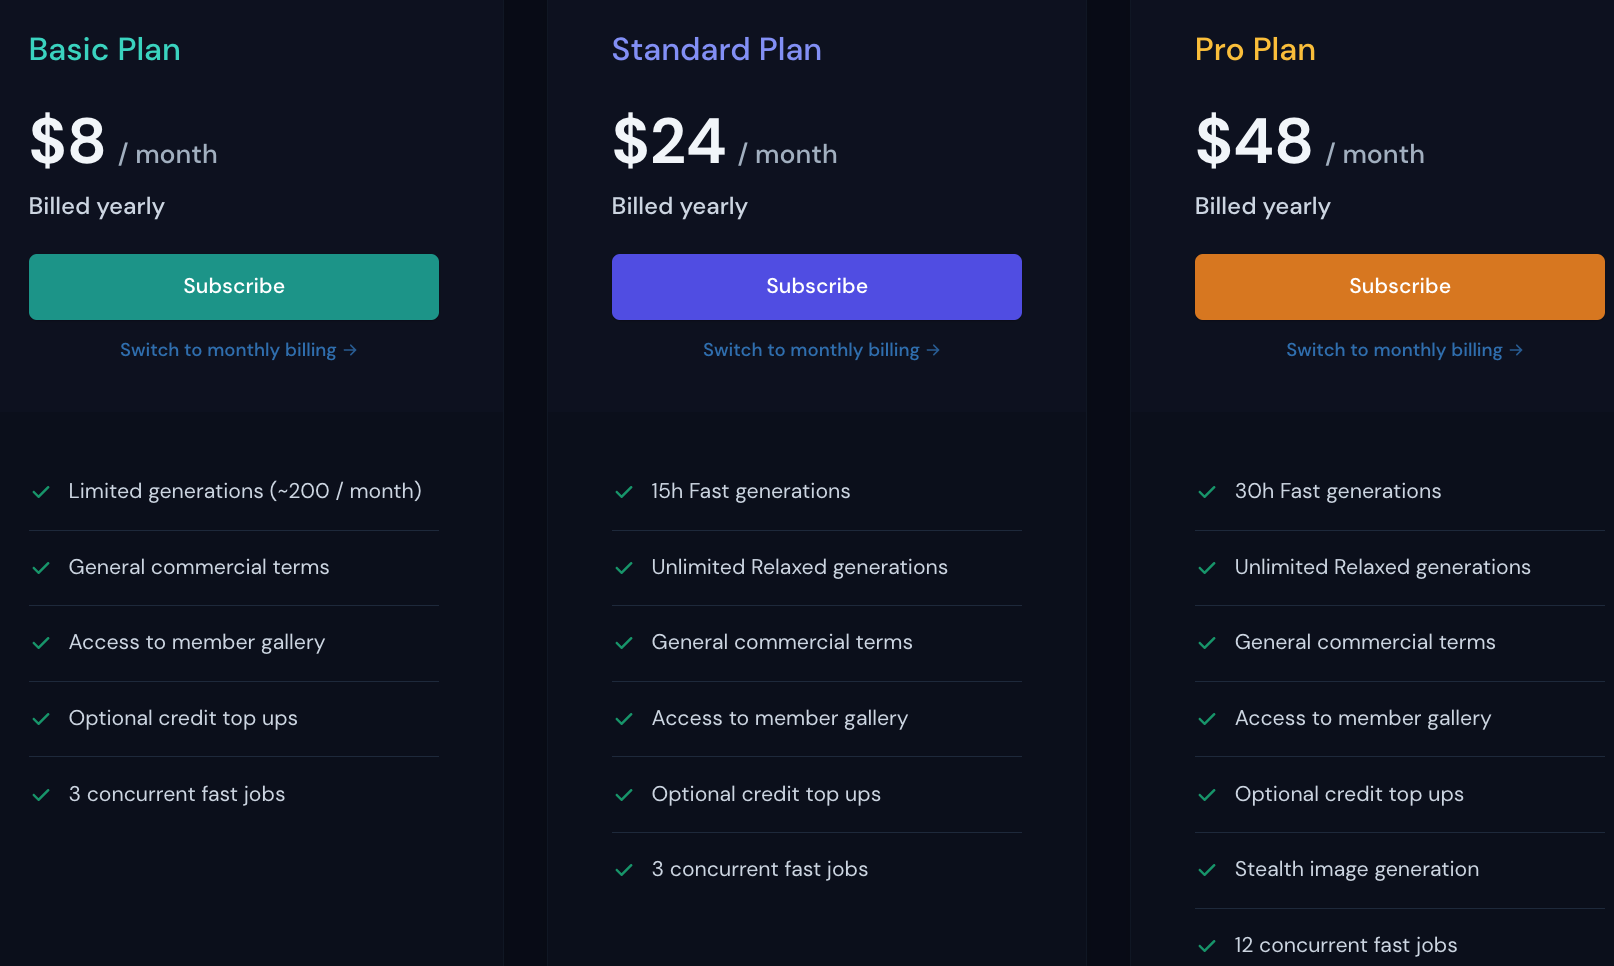 Basic Plan
$8 / month
Billed yearly
Subscribe
Switch to monthly billing →
Limited generations (~200 / month)
General commercial terms
Access to member gallery
Optional credit top ups
3 concurrent fast jobs
Standard Plan
$24 / month
Billed yearly
Subscribe
Switch to monthly billing →
15h Fast generations
Unlimited Relaxed generations
General commercial terms
Access to member gallery
Optional credit top ups
3 concurrent fast jobs
Pro Plan
$48 / month
Billed yearly
Subscribe
Switch to monthly billing →
30h Fast generations
Unlimited Relaxed generations
General commercial terms
Access to member gallery
Optional credit top ups
Stealth image generation
12 concurrent fast jobs